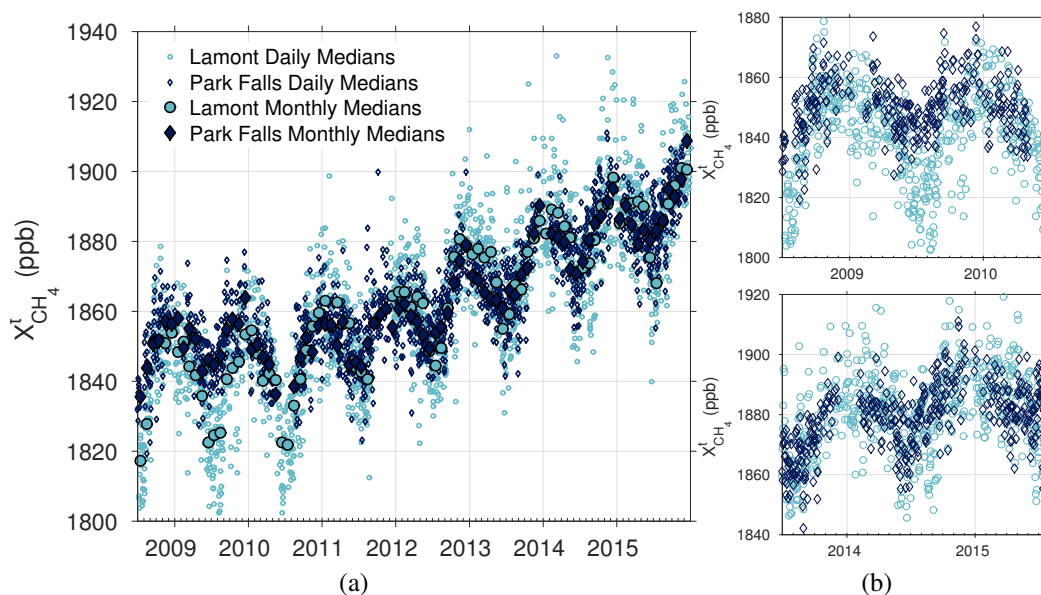 1940
1920
1900
1880
1860
1840
1820
1800
X^t_CH4 (ppb)
Lamont Daily Medians
Park Falls Daily Medians
Lamont Monthly Medians
Park Falls Monthly Medians
2009 2010 2011 2012 2013 2014 2015
(a)
1880
1860
1840
1820
1800
X^t_CH4 (ppb)
2009 2010
1920
1900
1880
1860
1840
X^t_CH4 (ppb)
2014 2015
(b)